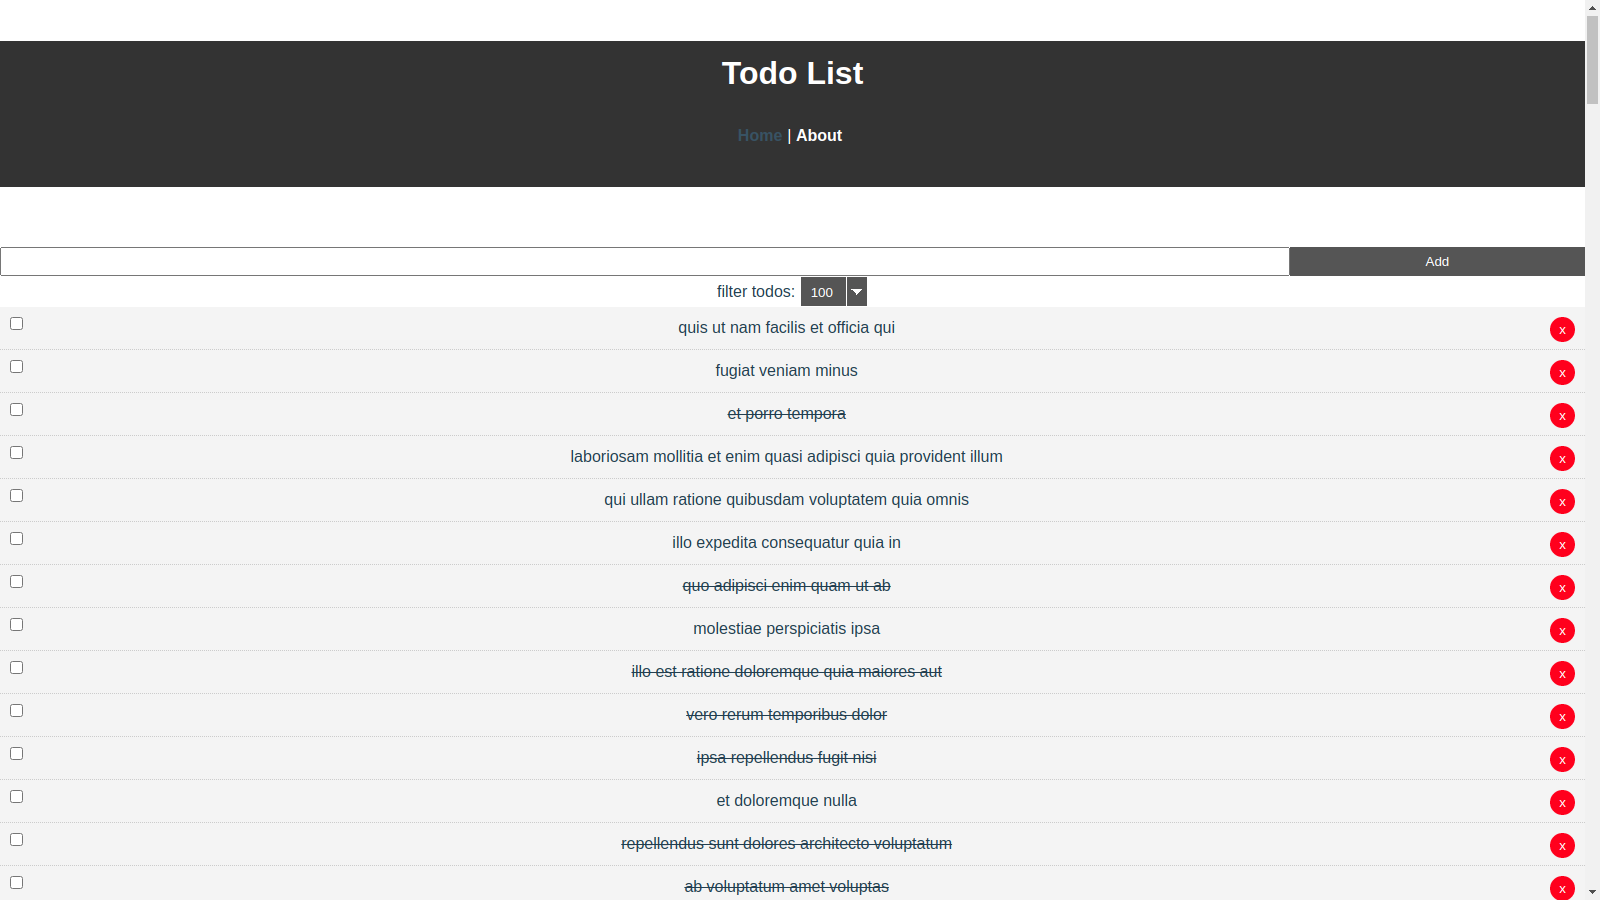 Todo List
Home | About
Add
filter todos: 100
quis ut nam facilis et officia qui x
fugiat veniam minus x
et porro tempora x
laboriosam mollitia et enim quasi adipisci quia provident illum x
qui ullam ratione quibusdam voluptatem quia omnis x
illo expedita consequatur quia in x
quo adipisci enim quam ut ab x
molestiae perspiciatis ipsa x
illo est ratione doloremque quia maiores aut x
vero rerum temporibus dolor x
ipsa repellendus fugit nisi x
et doloremque nulla x
repellendus sunt dolores architecto voluptatum x
ab voluptatum amet voluptas x